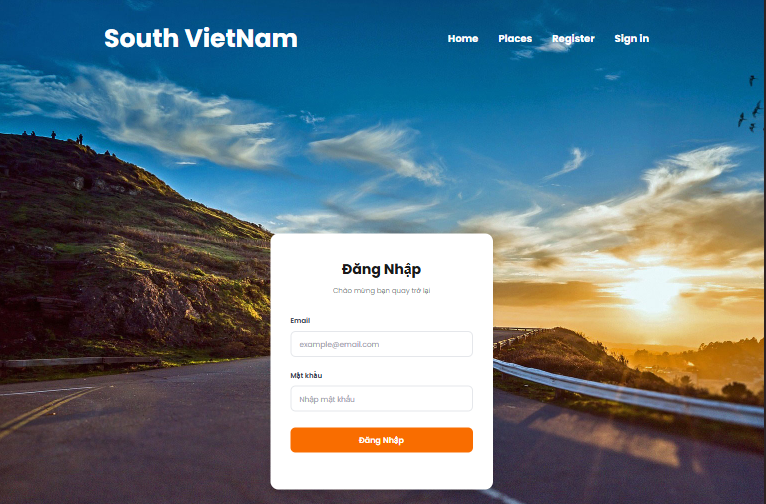 South VietNam
Home Places Register Sign in
Đăng Nhập
Chào mừng bạn quay trở lại
Email
example@email.com
Mật khẩu
Nhập mật khẩu
Đăng Nhập